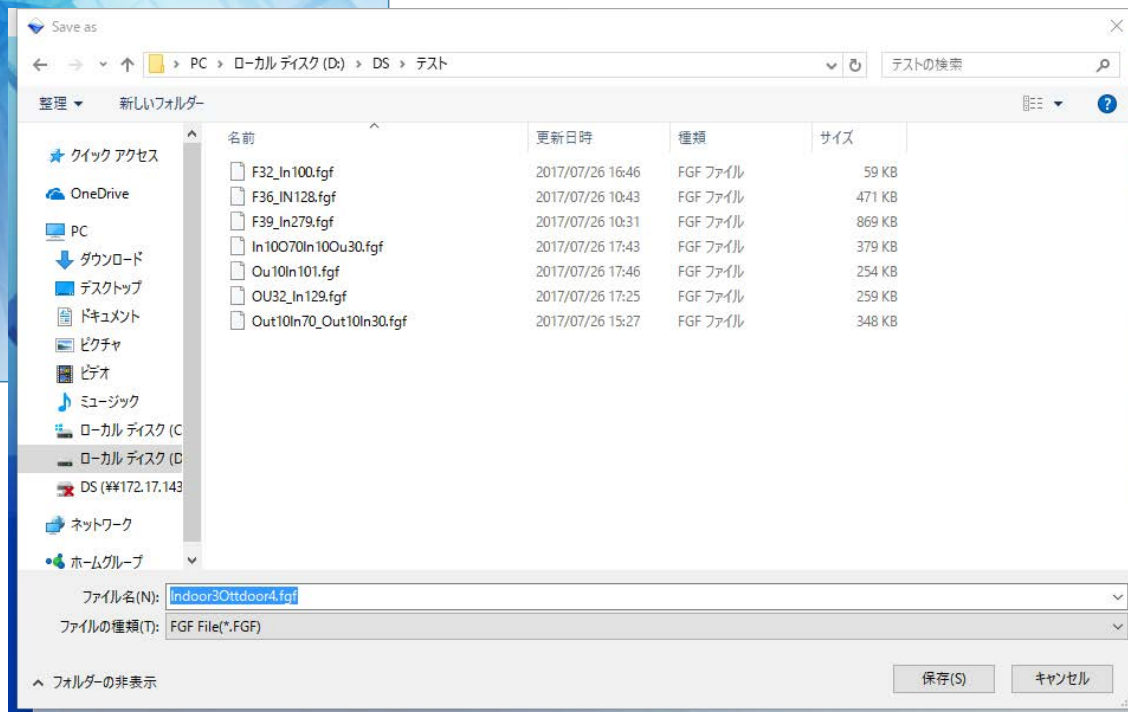 Save as
PC › ローカル ディスク (D:) › DS › テスト
テストの検索
整理 ▼ 新しいフォルダー
名前 更新日時 種類 サイズ
F32_In100.fgf 2017/07/26 16:46 FGF ファイル 59 KB
F36_IN128.fgf 2017/07/26 10:43 FGF ファイル 471 KB
F39_In279.fgf 2017/07/26 10:31 FGF ファイル 869 KB
In10O70In10Ou30.fgf 2017/07/26 17:43 FGF ファイル 379 KB
Ou10In101.fgf 2017/07/26 17:46 FGF ファイル 254 KB
OU32_In129.fgf 2017/07/26 17:25 FGF ファイル 259 KB
Out10In70_Out10In30.fgf 2017/07/26 15:27 FGF ファイル 348 KB
クイック アクセス
OneDrive
PC
ダウンロード
デスクトップ
ドキュメント
ピクチャ
ビデオ
ミュージック
ローカル ディスク (C
ローカル ディスク (D
DS (¥¥172.17.143
ネットワーク
ホームグループ
ファイル名(N): Indoor3Ottdoor4.fgf
ファイルの種類(T): FGF File(*.FGF)
フォルダーの非表示
保存(S) キャンセル